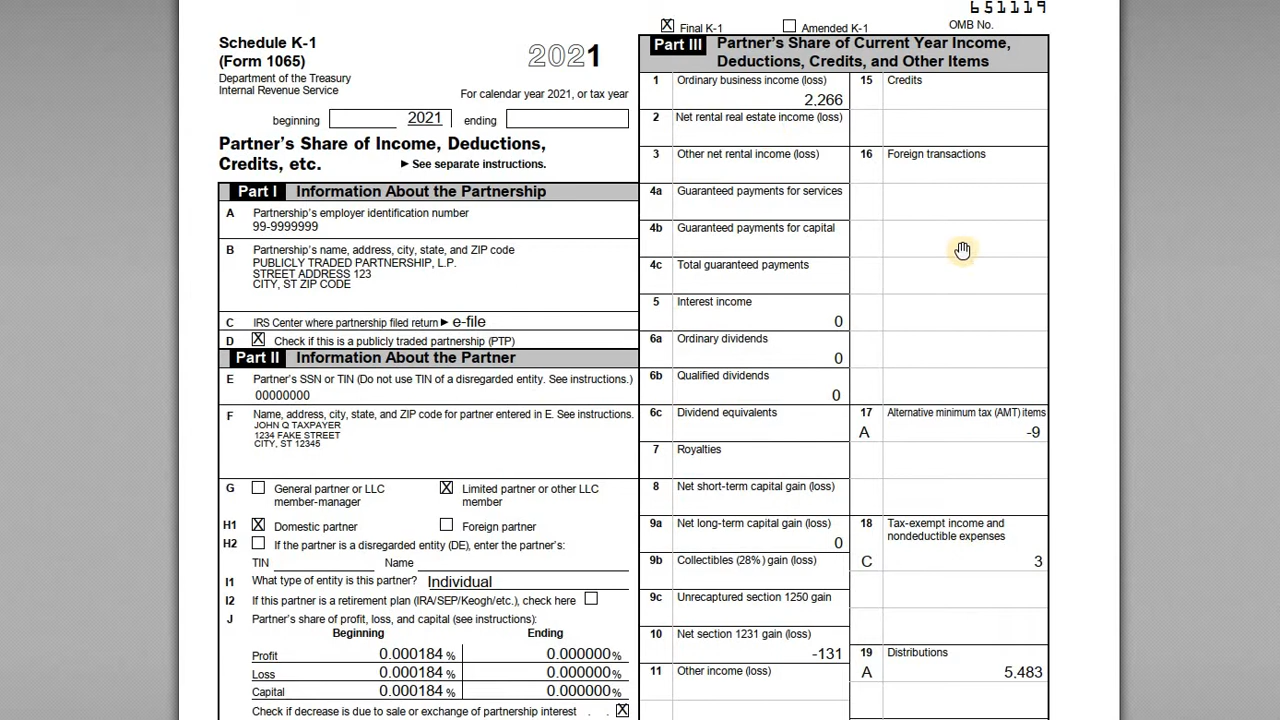 651119
X Final K-1 Amended K-1 OMB No.
Schedule K-1
(Form 1065)
2021
Department of the Treasury
Internal Revenue Service
For calendar year 2021, or tax year
beginning 2021 ending
Partner's Share of Income, Deductions,
Credits, etc. ► See separate instructions.
Part I Information About the Partnership
A Partnership's employer identification number
99-9999999
B Partnership's name, address, city, state, and ZIP code
PUBLICLY TRADED PARTNERSHIP, L.P.
STREET ADDRESS 123
CITY, ST ZIP CODE
C IRS Center where partnership filed return ► e-file
D X Check if this is a publicly traded partnership (PTP)
Part II Information About the Partner
E Partner's SSN or TIN (Do not use TIN of a disregarded entity. See instructions.)
00000000
F Name, address, city, state, and ZIP code for partner entered in E. See instructions.
JOHN Q TAXPAYER
1234 FAKE STREET
CITY, ST 12345
G General partner or LLC member-manager X Limited partner or other LLC member
H1 X Domestic partner Foreign partner
H2 If the partner is a disregarded entity (DE), enter the partner's:
TIN Name
I1 What type of entity is this partner? Individual
I2 If this partner is a retirement plan (IRA/SEP/Keogh/etc.), check here
J Partner's share of profit, loss, and capital (see instructions):
Beginning Ending
Profit 0.000184 % 0.000000 %
Loss 0.000184 % 0.000000 %
Capital 0.000184 % 0.000000 %
Check if decrease is due to sale or exchange of partnership interest . . X
Part III Partner's Share of Current Year Income,
Deductions, Credits, and Other Items
1 Ordinary business income (loss)
2,266
2 Net rental real estate income (loss)
3 Other net rental income (loss)
4a Guaranteed payments for services
4b Guaranteed payments for capital
4c Total guaranteed payments
5 Interest income
0
6a Ordinary dividends
0
6b Qualified dividends
0
6c Dividend equivalents
7 Royalties
8 Net short-term capital gain (loss)
9a Net long-term capital gain (loss)
0
9b Collectibles (28%) gain (loss)
9c Unrecaptured section 1250 gain
10 Net section 1231 gain (loss)
-131
11 Other income (loss)
15 Credits
16 Foreign transactions
17 Alternative minimum tax (AMT) items
A -9
18 Tax-exempt income and
nondeductible expenses
C 3
19 Distributions
A 5,483